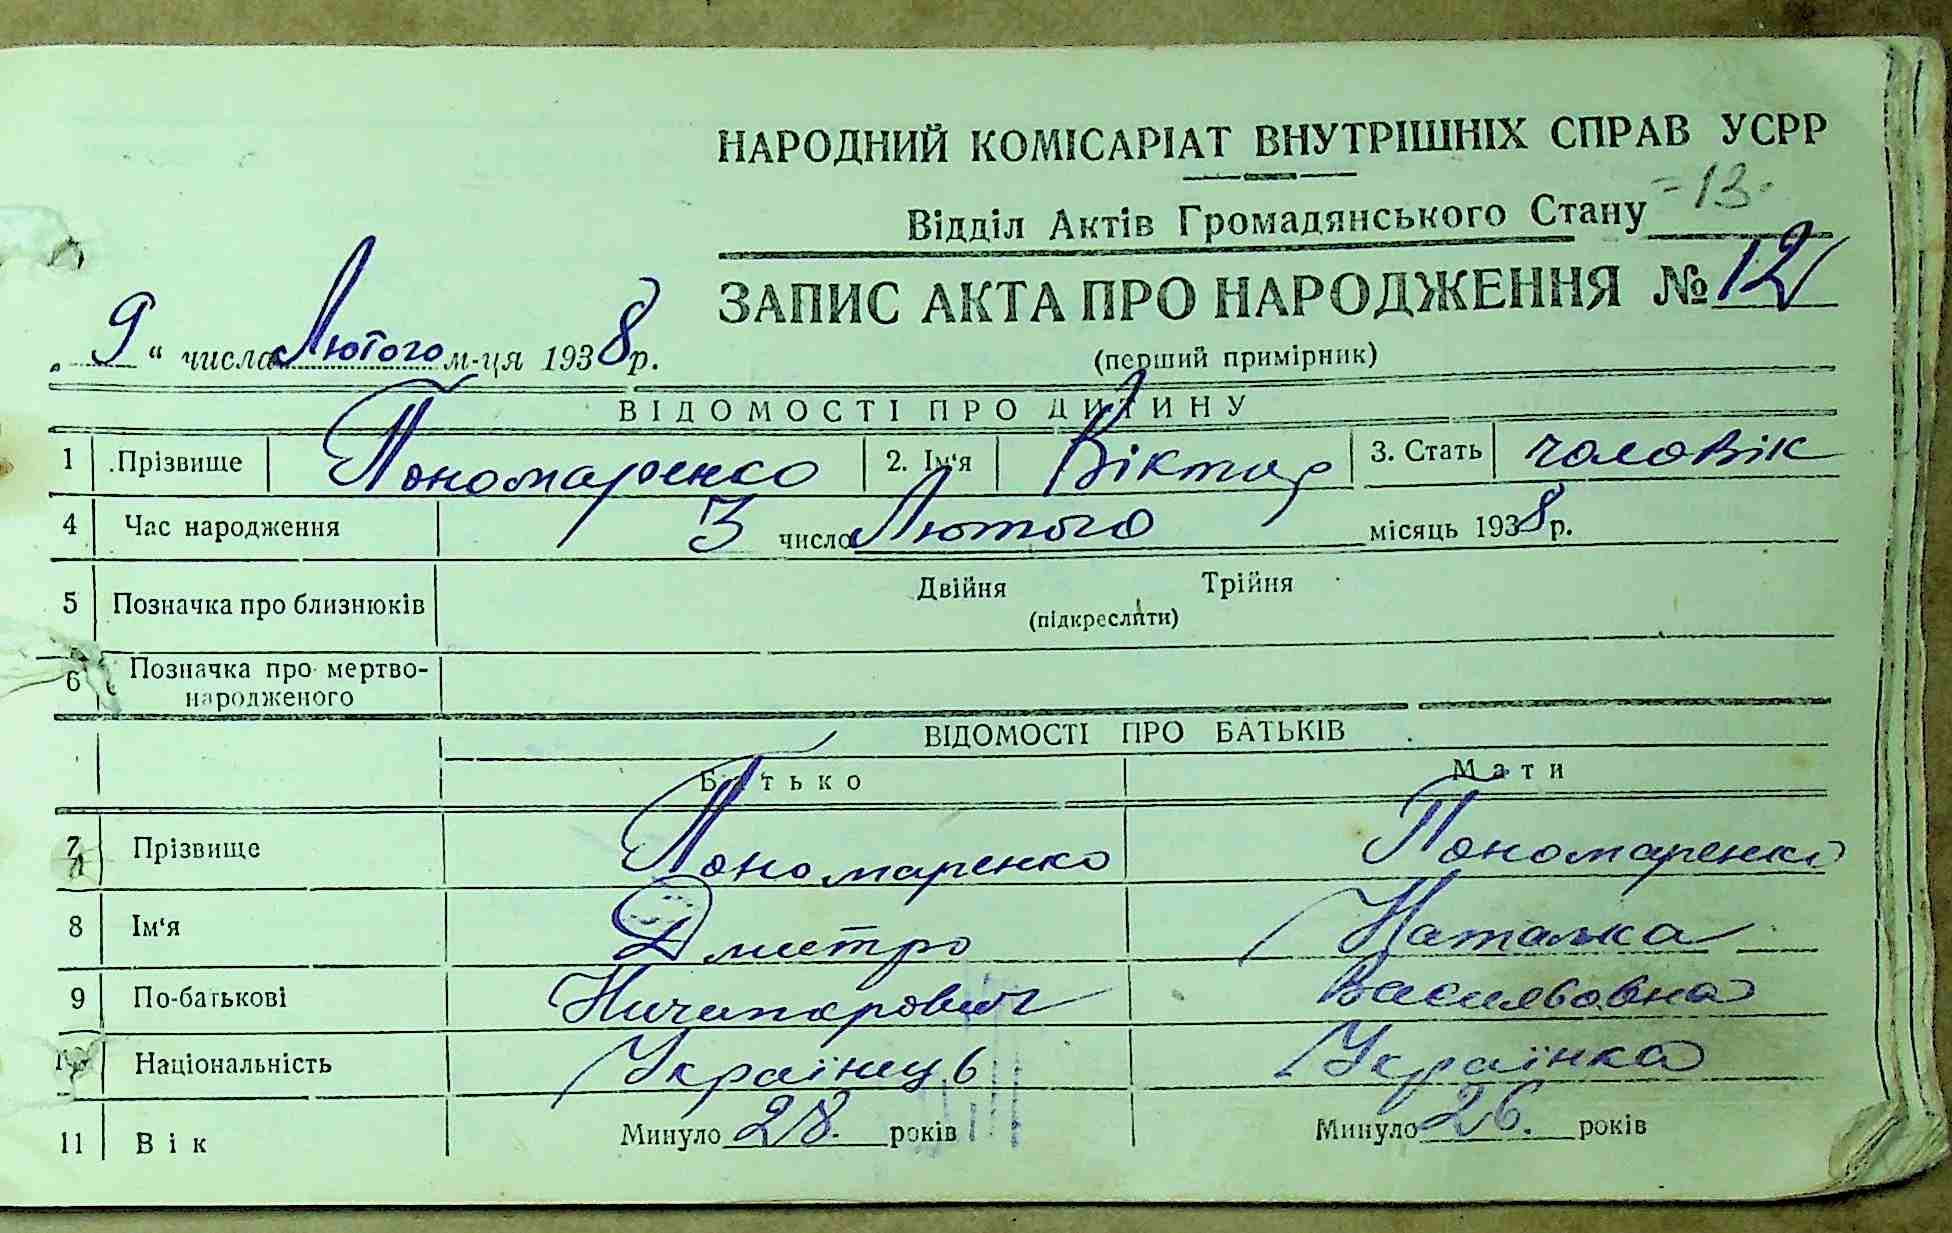 НАРОДНИЙ КОМІСАРІАТ ВНУТРІШНІХ СПРАВ УСРР
Відділ Актів Громадянського Стану -13-
ЗАПИС АКТА ПРО НАРОДЖЕННЯ № 12
(перший примірник)
„ 9 “ числа Лютого м-ця 1938 р.
ВІДОМОСТІ ПРО ДИТИНУ
1 Прізвище Пономаренко 2. Ім‘я Віктир 3. Стать чоловік
4 Час народження 3 число Лютого місяць 1938 р.
5 Позначка про близнюків Двійня Трійня
(підкреслити)
6 Позначка про мертво-
народженого
ВІДОМОСТІ ПРО БАТЬКІВ
Батько Мати
7 Прізвище Пономаренко Пономаренко
8 Ім‘я Дмитро Наталка
9 По-батькові Ничипорович Васильовна
10 Національність Українець Українка
11 Вік Минуло 28. років Минуло 26. років